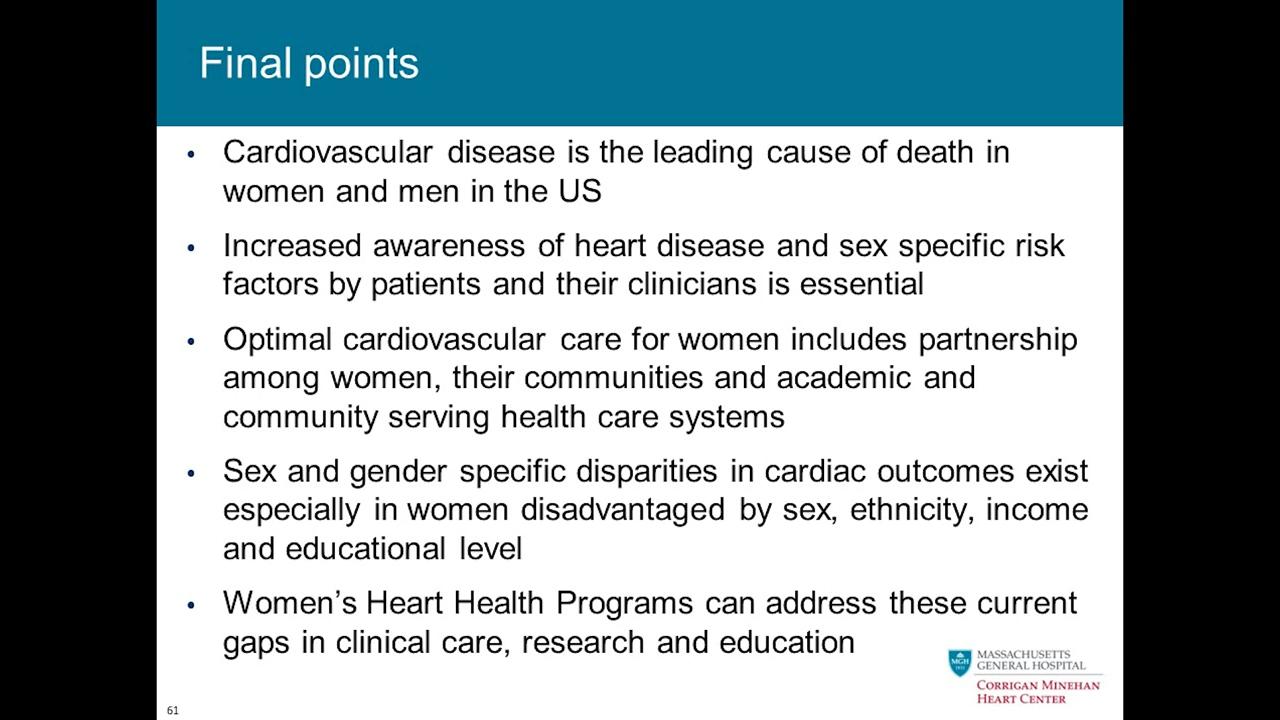 Final points
• Cardiovascular disease is the leading cause of death in
women and men in the US
• Increased awareness of heart disease and sex specific risk
factors by patients and their clinicians is essential
• Optimal cardiovascular care for women includes partnership
among women, their communities and academic and
community serving health care systems
• Sex and gender specific disparities in cardiac outcomes exist
especially in women disadvantaged by sex, ethnicity, income
and educational level
• Women’s Heart Health Programs can address these current
gaps in clinical care, research and education
MGH
1811
MASSACHUSETTS
GENERAL HOSPITAL
CORRIGAN MINEHAN
HEART CENTER
61